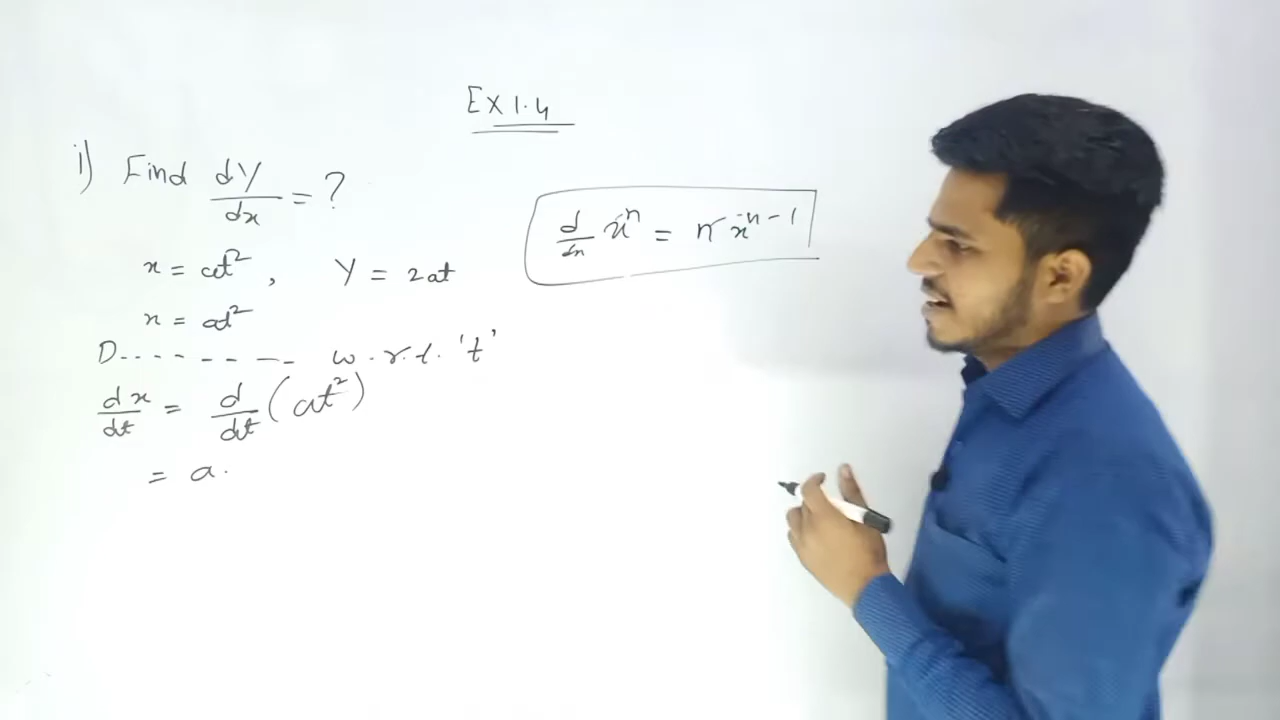 Ex 1.4
i) Find dY/dx = ?
d/dx x^n = n x^n-1
x = at² , Y = 2at
x = at²
D--------- w.r.t. 't'
dx/dt = d/dt (at²)
= a.